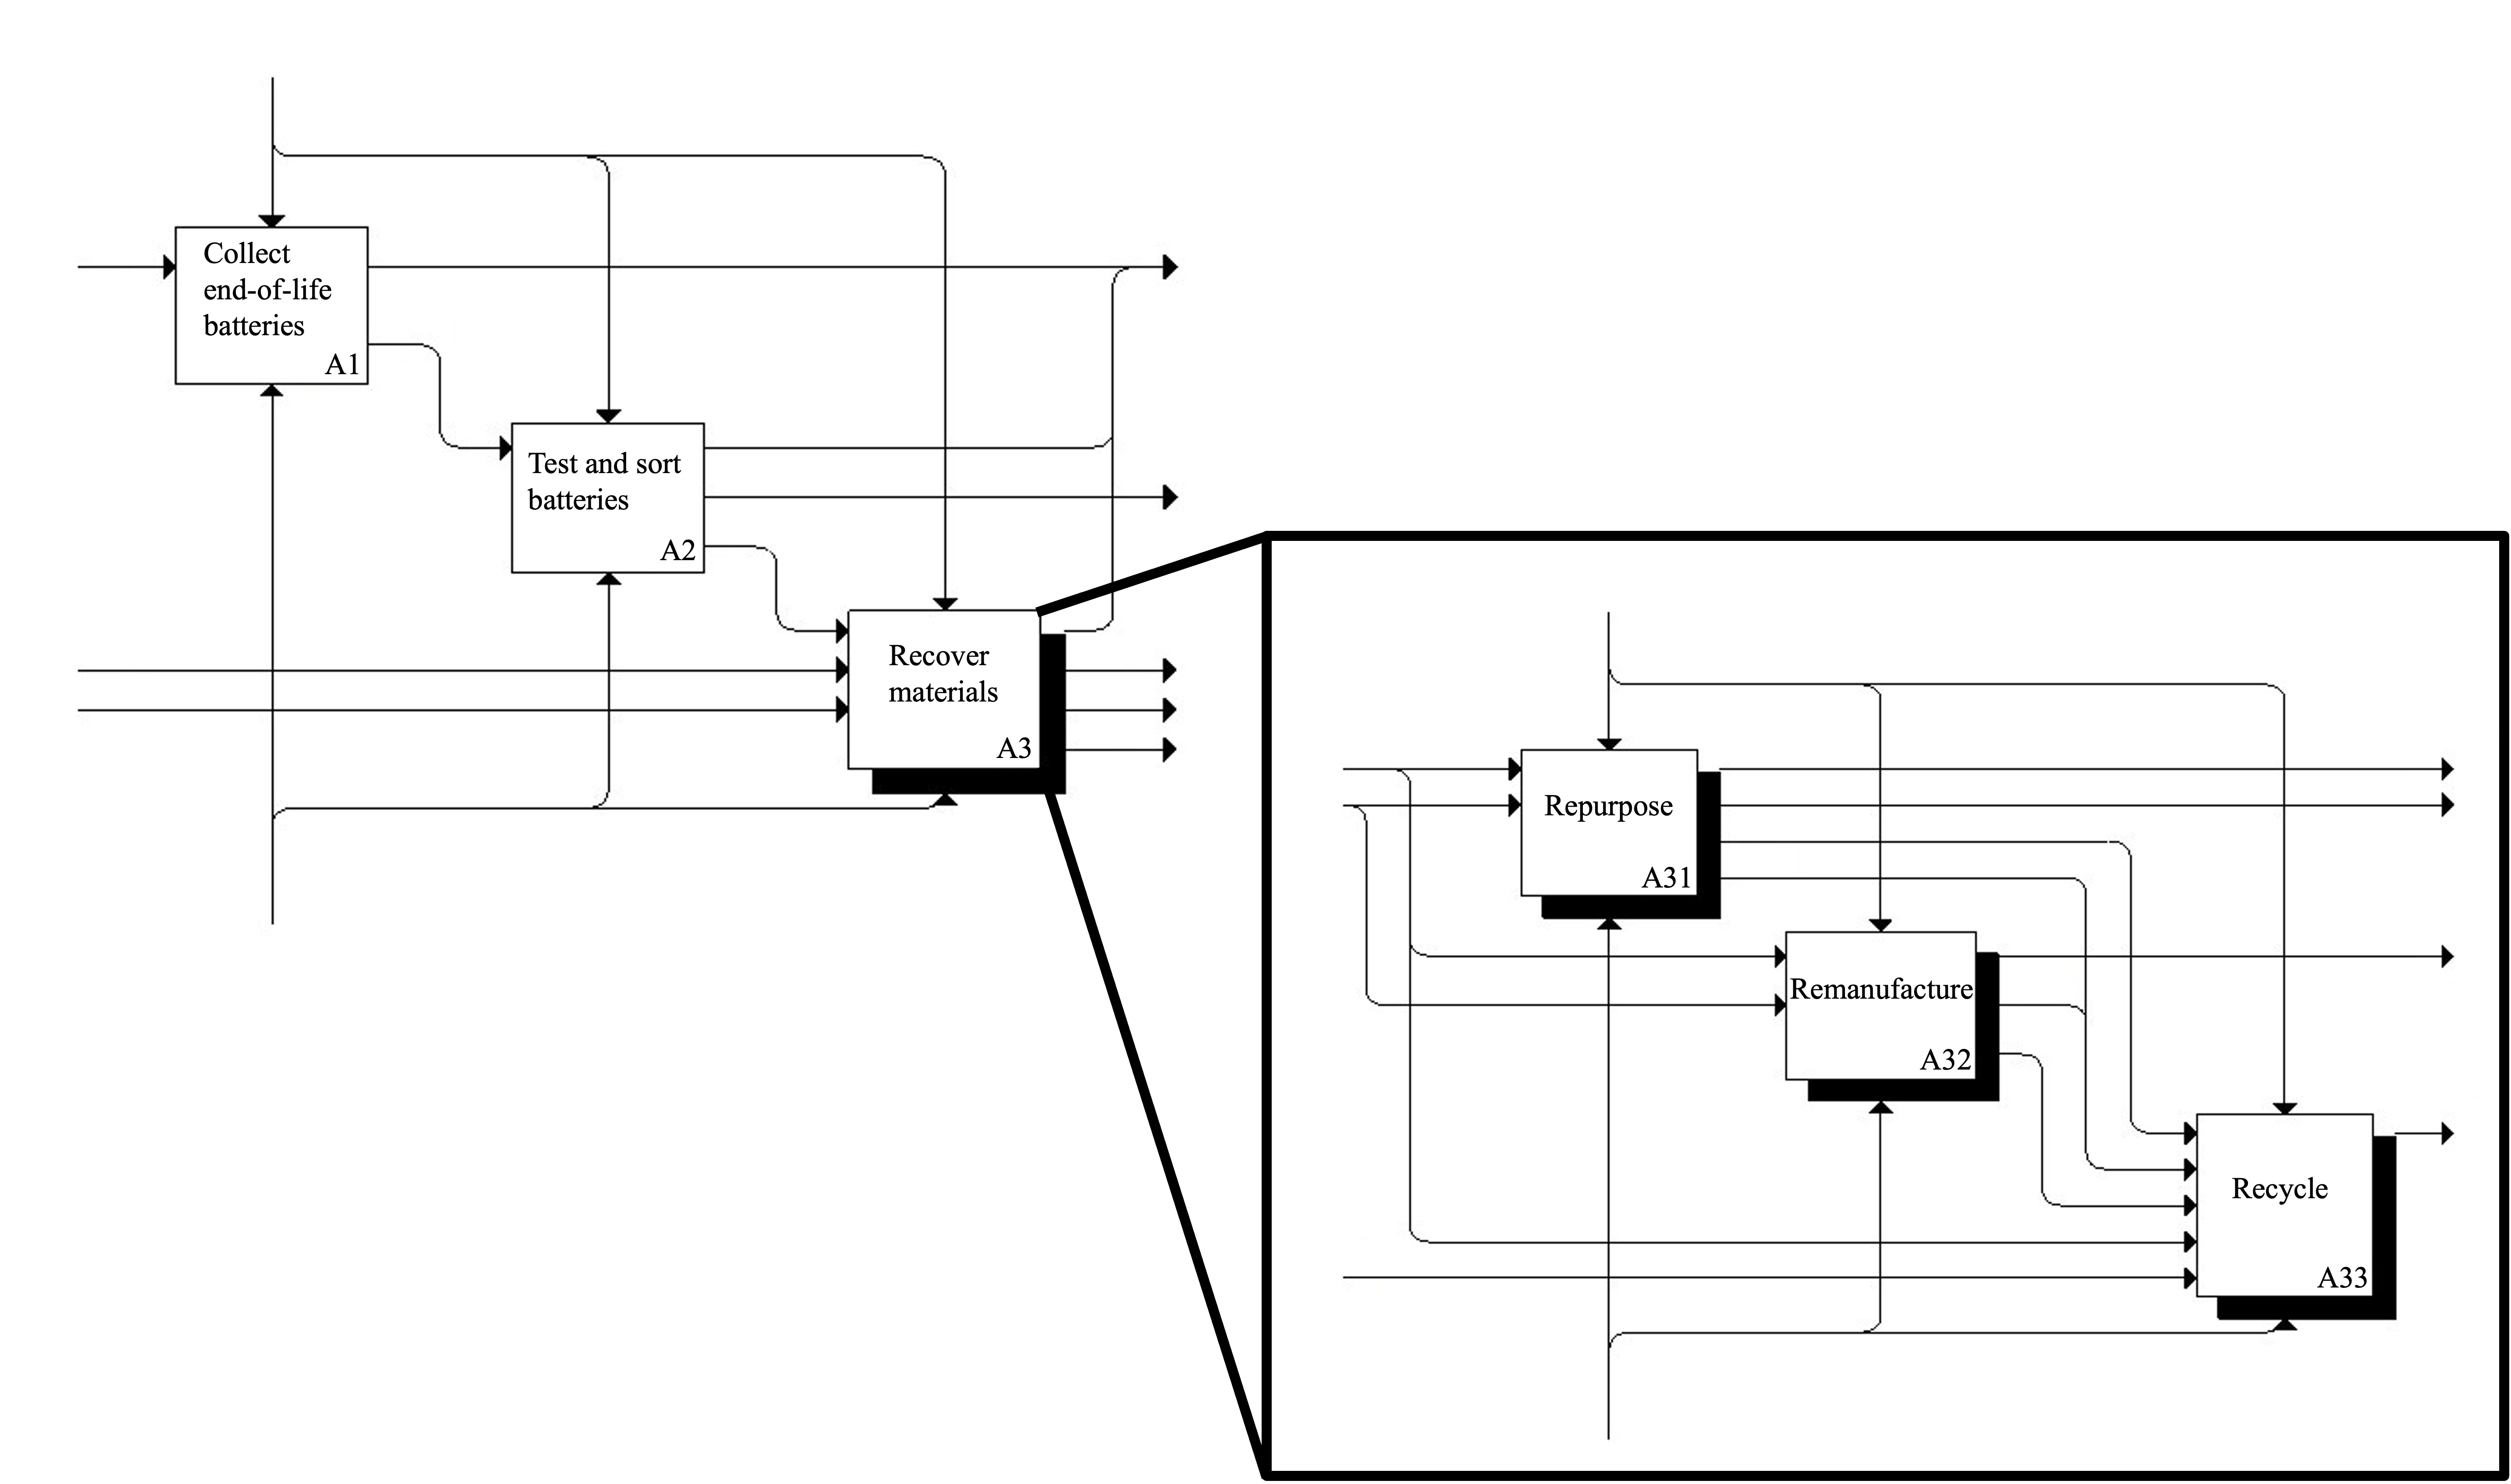 Collect
end-of-life
batteries
A1
Test and sort
batteries
A2
Recover
materials
A3
Repurpose
A31
Remanufacture
A32
Recycle
A33